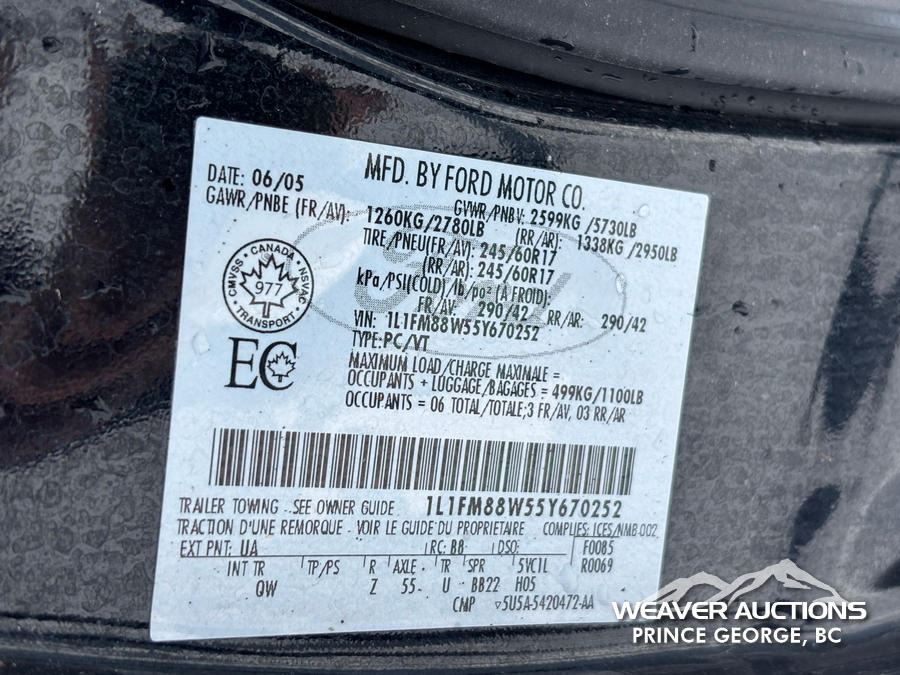 MFD. BY FORD MOTOR CO.
DATE: 06/05 GVWR/PNBV: 2599KG /5730LB
GAWR/PNBE (FR/AV): 1260KG/2780LB (RR/AR): 1338KG /2950LB
TIRE/PNEU(FR/AV): 245/60R17
(RR/AR): 245/60R17
kPa/PSI(COLD)/lb/po² (A FROID):
FR/AV: 290/42 RR/AR: 290/42
VIN: 1L1FM88W55Y670252
TYPE:PC/VT
CMVSS • CANADA • NSVAC
977
TRANSPORT
EC
MAXIMUM LOAD/CHARGE MAXIMALE =
OCCUPANTS + LUGGAGE/BAGAGES = 499KG/1100LB
OCCUPANTS = 06 TOTAL/TOTALE;3 FR/AV, 03 RR/AR
TRAILER TOWING - SEE OWNER GUIDE 1L1FM88W55Y670252
TRACTION D'UNE REMORQUE - VOIR LE GUIDE DU PROPRIETAIRE COMPLIES: ICES/NMB-002
EXT PNT: UA RC: BB DSO: F0085
INT TR TP/PS R AXLE TR SPR 5VC1L R0069
QW Z 55 U BB22 H05
CNP ▽5U5A-5420472-AA
WEAVER AUCTIONS
PRINCE GEORGE, BC